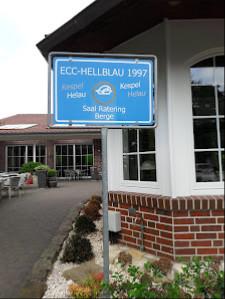 ECC-HELLBLAU 1997
Kespel Kespel
Helau Helau
Saal Ratering
Berge